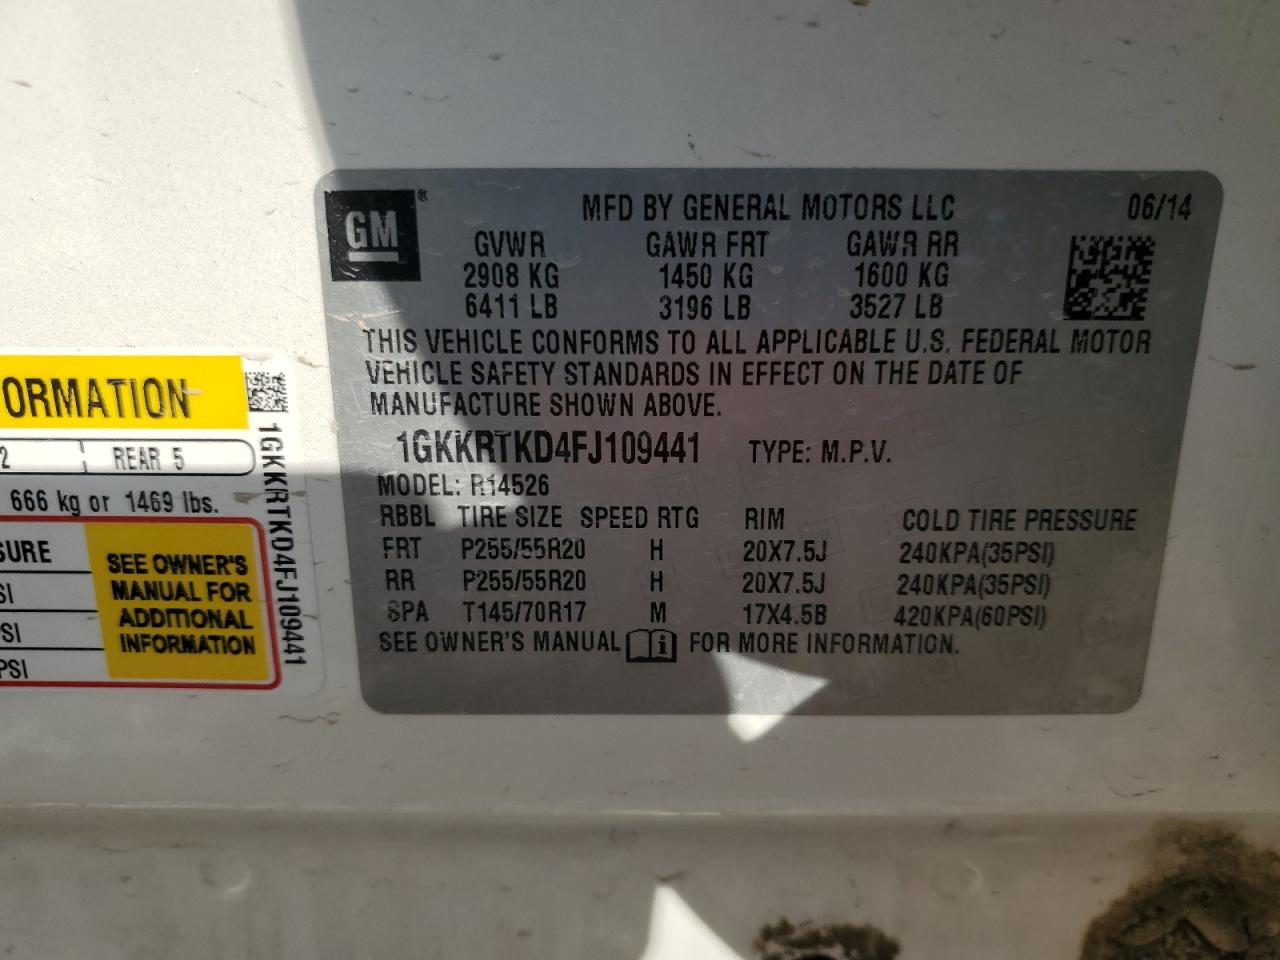 GM®
MFD BY GENERAL MOTORS LLC 06/14
GVWR GAWR FRT GAWR RR
2908 KG 1450 KG 1600 KG
6411 LB 3196 LB 3527 LB
THIS VEHICLE CONFORMS TO ALL APPLICABLE U.S. FEDERAL MOTOR
VEHICLE SAFETY STANDARDS IN EFFECT ON THE DATE OF
MANUFACTURE SHOWN ABOVE.
1GKKRTKD4FJ109441 TYPE: M.P.V.
MODEL: R14526
RBBL TIRE SIZE SPEED RTG RIM COLD TIRE PRESSURE
FRT P255/55R20 H 20X7.5J 240KPA(35PSI)
RR P255/55R20 H 20X7.5J 240KPA(35PSI)
SPA T145/70R17 M 17X4.5B 420KPA(60PSI)
SEE OWNER'S MANUAL i FOR MORE INFORMATION.
ORMATION
2 REAR 5
666 kg or 1469 lbs.
SURE
SI
PSI
PSI
SEE OWNER'S
MANUAL FOR
ADDITIONAL
INFORMATION
1GKKRTKD4FJ109441